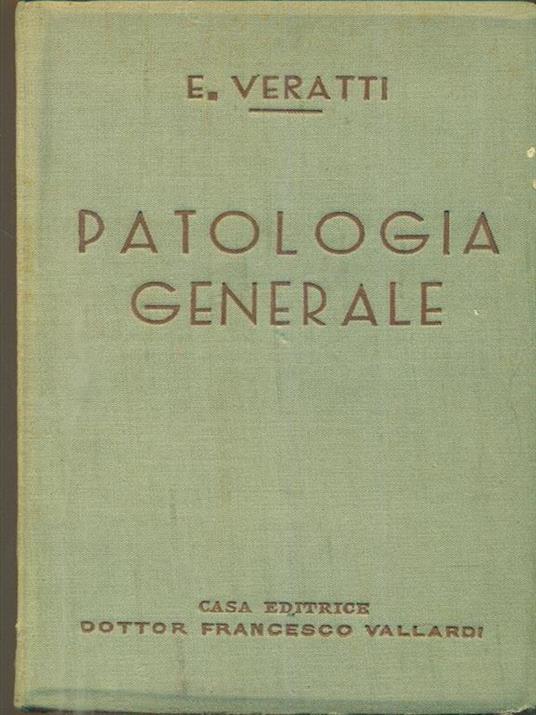 E. VERATTI
PATOLOGIA
GENERALE
CASA EDITRICE
DOTTOR FRANCESCO VALLARDI